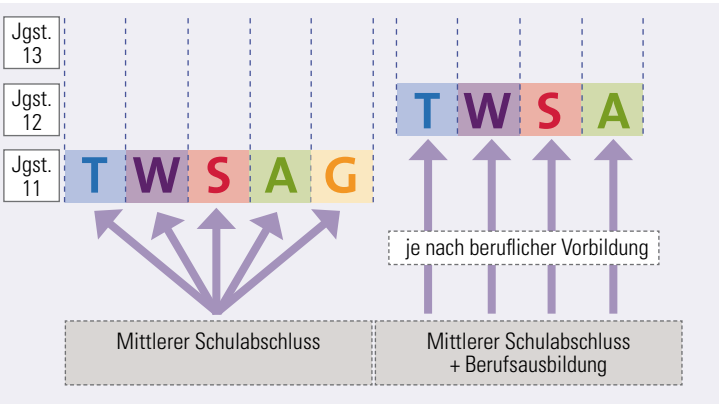 Jgst.
13
Jgst.
12
T W S A
Jgst.
11
T W S A G
je nach beruflicher Vorbildung
Mittlerer Schulabschluss
Mittlerer Schulabschluss
+ Berufsausbildung